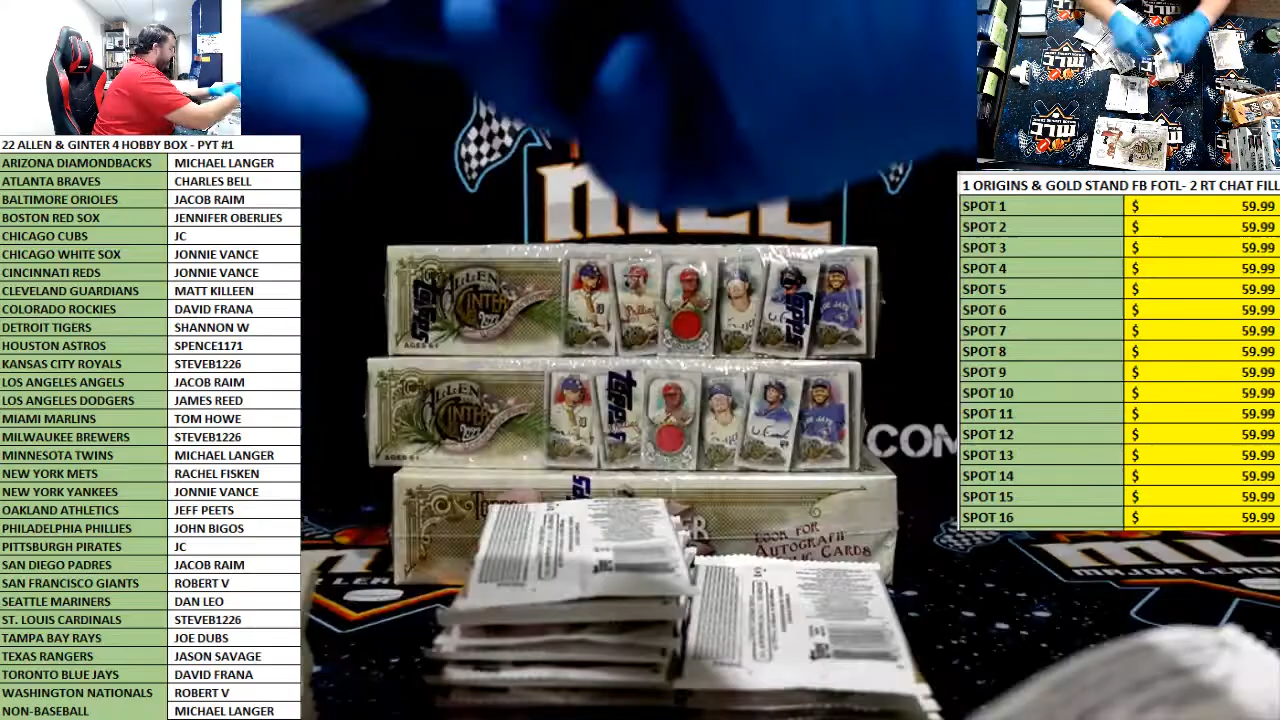 22 ALLEN & GINTER 4 HOBBY BOX - PYT #1
ARIZONA DIAMONDBACKS MICHAEL LANGER
ATLANTA BRAVES CHARLES BELL
BALTIMORE ORIOLES JACOB RAIM
BOSTON RED SOX JENNIFER OBERLIES
CHICAGO CUBS JC
CHICAGO WHITE SOX JONNIE VANCE
CINCINNATI REDS JONNIE VANCE
CLEVELAND GUARDIANS MATT KILLEEN
COLORADO ROCKIES DAVID FRANA
DETROIT TIGERS SHANNON W
HOUSTON ASTROS SPENCE1171
KANSAS CITY ROYALS STEVEB1226
LOS ANGELES ANGELS JACOB RAIM
LOS ANGELES DODGERS JAMES REED
MIAMI MARLINS TOM HOWE
MILWAUKEE BREWERS STEVEB1226
MINNESOTA TWINS MICHAEL LANGER
NEW YORK METS RACHEL FISKEN
NEW YORK YANKEES JONNIE VANCE
OAKLAND ATHLETICS JEFF PEETS
PHILADELPHIA PHILLIES JOHN BIGOS
PITTSBURGH PIRATES JC
SAN DIEGO PADRES JACOB RAIM
SAN FRANCISCO GIANTS ROBERT V
SEATTLE MARINERS DAN LEO
ST. LOUIS CARDINALS STEVEB1226
TAMPA BAY RAYS JOE DUBS
TEXAS RANGERS JASON SAVAGE
TORONTO BLUE JAYS DAVID FRANA
WASHINGTON NATIONALS ROBERT V
NON-BASEBALL MICHAEL LANGER
ALLEN
GINTER
AGES 6+
topps
Phillies
ALLEN
GINTER
AGES 6+
topps
TOPPS
topps
LOOK FOR
AUTOGRAPH
CARDS
COM
MLC
1 ORIGINS & GOLD STAND FB FOTL- 2 RT CHAT FILL
SPOT 1 $ 59.99
SPOT 2 $ 59.99
SPOT 3 $ 59.99
SPOT 4 $ 59.99
SPOT 5 $ 59.99
SPOT 6 $ 59.99
SPOT 7 $ 59.99
SPOT 8 $ 59.99
SPOT 9 $ 59.99
SPOT 10 $ 59.99
SPOT 11 $ 59.99
SPOT 12 $ 59.99
SPOT 13 $ 59.99
SPOT 14 $ 59.99
SPOT 15 $ 59.99
SPOT 16 $ 59.99